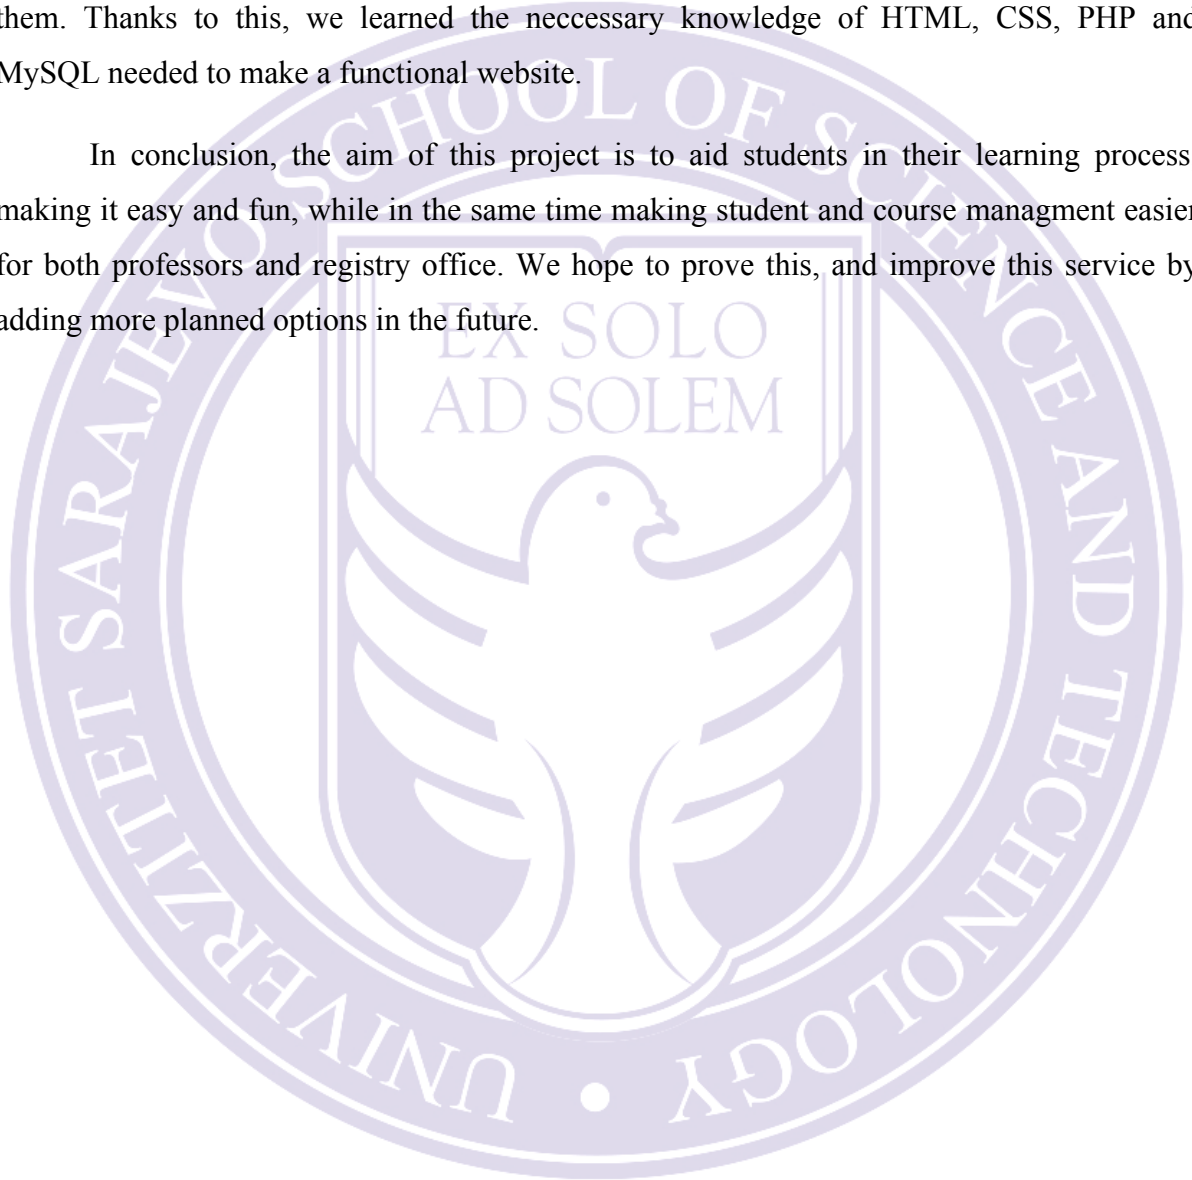 them. Thanks to this, we learned the neccessary knowledge of HTML, CSS, PHP and
MySQL needed to make a functional website.
In conclusion, the aim of this project is to aid students in their learning process
making it easy and fun, while in the same time making student and course managment easier
for both professors and registry office. We hope to prove this, and improve this service by
adding more planned options in the future.
UNIVERZITET SARAJEVO SCHOOL OF SCIENCE AND TECHNOLOGY
EX SOLO
AD SOLEM